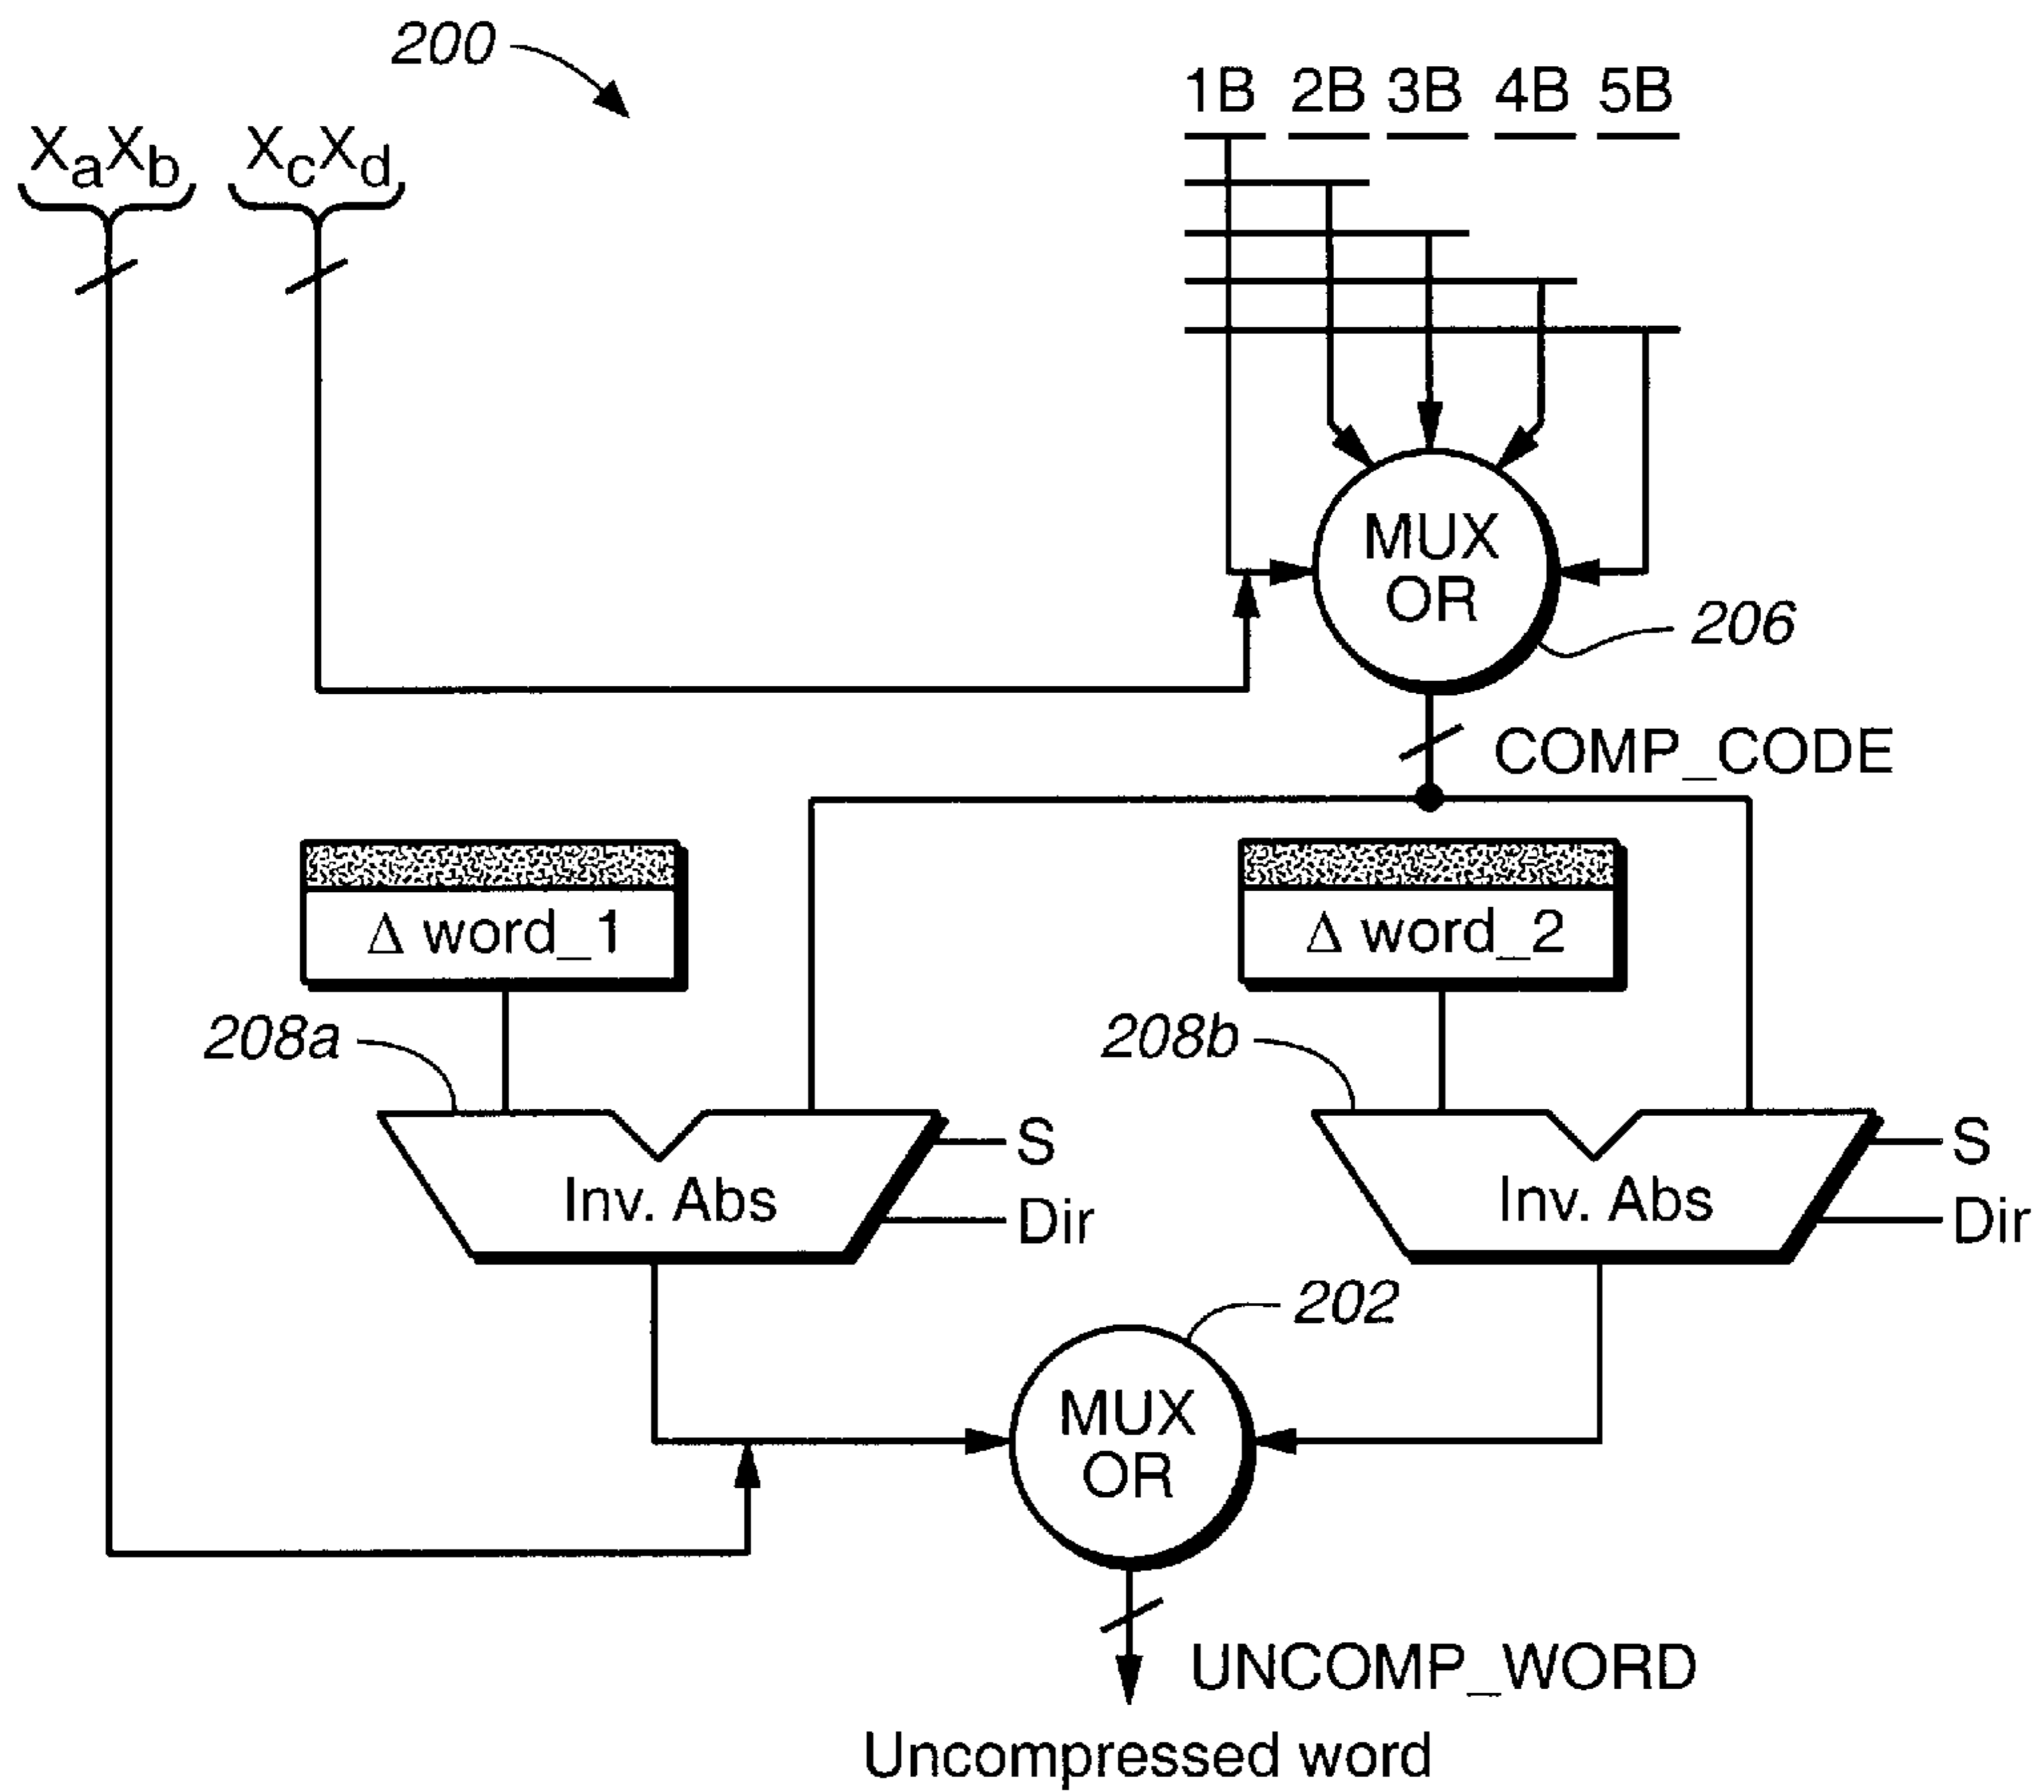 200
1B 2B 3B 4B 5B
XaXb XcXd
MUX
OR
206
COMP_CODE
Δ word_1
Δ word_2
208a
208b
S
S
Inv. Abs
Inv. Abs
Dir
Dir
202
MUX
OR
UNCOMP_WORD
Uncompressed word